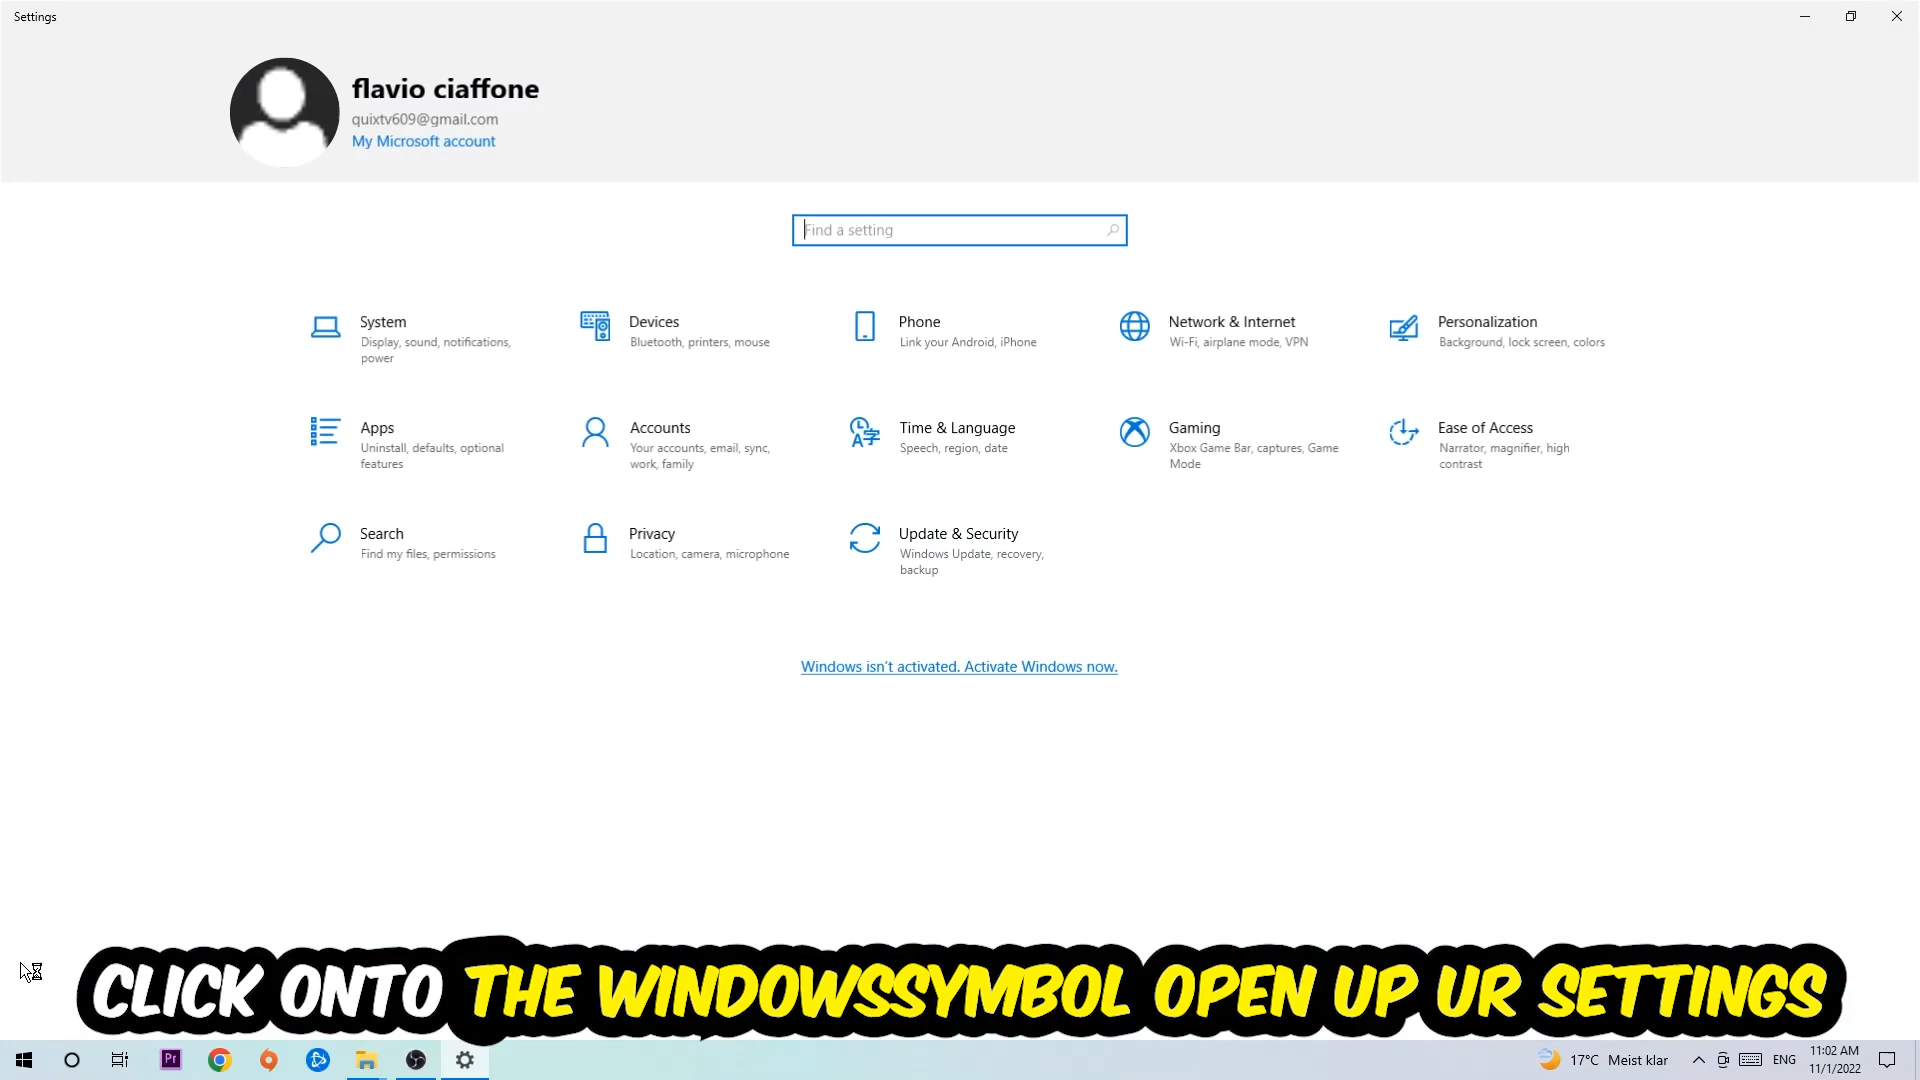 Settings
flavio ciaffone
quixtv609@gmail.com
My Microsoft account
Find a setting
System
Display, sound, notifications,
power
Devices
Bluetooth, printers, mouse
Phone
Link your Android, iPhone
Network & Internet
Wi-Fi, airplane mode, VPN
Personalization
Background, lock screen, colors
Apps
Uninstall, defaults, optional
features
Accounts
Your accounts, email, sync,
work, family
Time & Language
Speech, region, date
Gaming
Xbox Game Bar, captures, Game
Mode
Ease of Access
Narrator, magnifier, high
contrast
Search
Find my files, permissions
Privacy
Location, camera, microphone
Update & Security
Windows Update, recovery,
backup
Windows isn't activated. Activate Windows now.
CLICK ONTO THE WINDOWSSYMBOL OPEN UP UR SETTINGS
Pr
17°C Meist klar
ENG
11:02 AM
11/1/2022